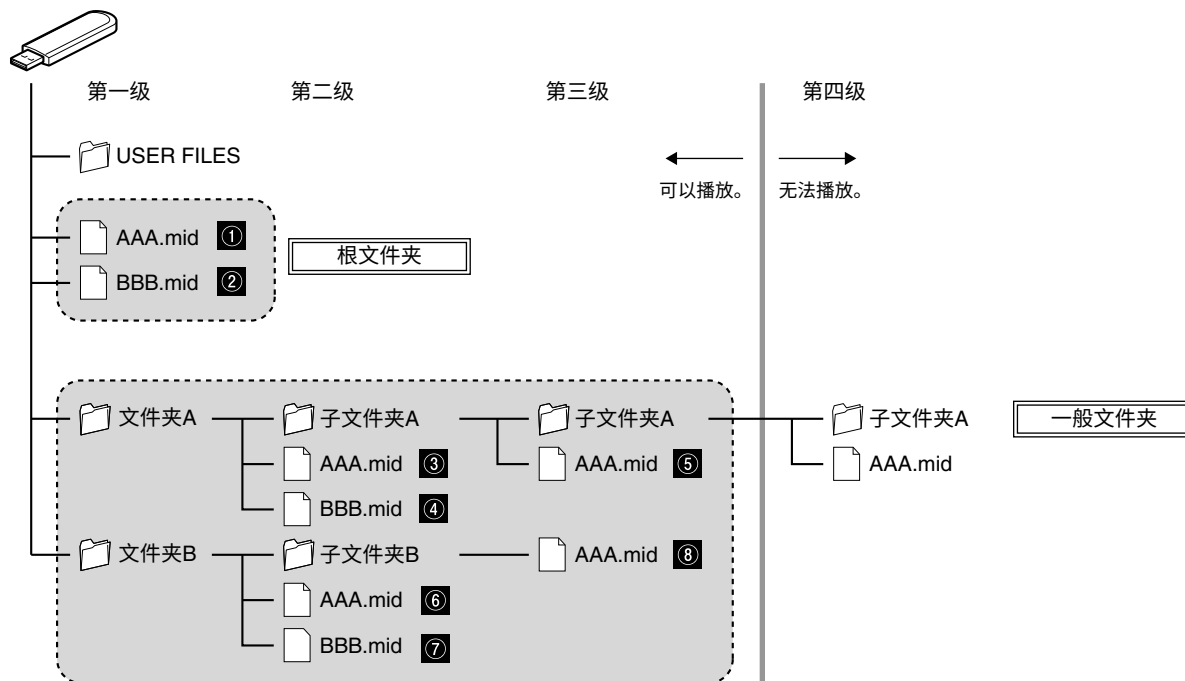 第一级 第二级 第三级 第四级
USER FILES
可以播放。 无法播放。
AAA.mid ①
根文件夹
BBB.mid ②
文件夹A 子文件夹A 子文件夹A 子文件夹A 一般文件夹
AAA.mid ③ AAA.mid ⑤ AAA.mid
BBB.mid ④
文件夹B 子文件夹B AAA.mid ⑧
AAA.mid ⑥
BBB.mid ⑦